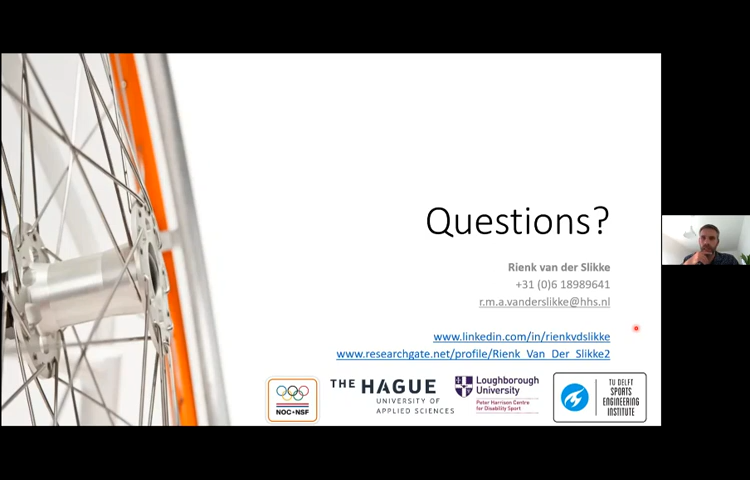 Questions?
Rienk van der Slikke
+31 (0)6 18989641
r.m.a.vanderslikke@hhs.nl
www.linkedin.com/in/rienkvdslikke
www.researchgate.net/profile/Rienk_Van_Der_Slikke2
NOC*NSF
THE HAGUE
UNIVERSITY OF
APPLIED SCIENCES
Loughborough
University
Peter Harrison Centre
for Disability Sport
TU DELFT
SPORTS
ENGINEERING
INSTITUTE